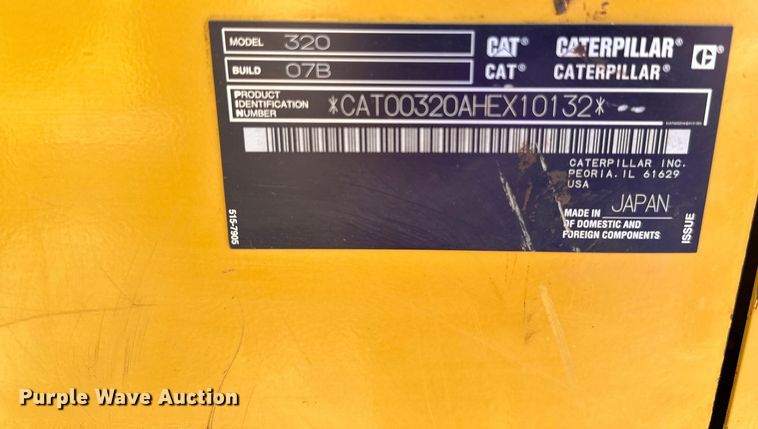 MODEL 320
BUILD 07B
CAT® CATERPILLAR® C
CAT® CATERPILLAR®
PRODUCT
IDENTIFICATION
NUMBER
*CAT00320AHEX10132*
CATERPILLAR INC.
PEORIA, IL 61629
USA
MADE IN JAPAN
OF DOMESTIC AND
FOREIGN COMPONENTS
ISSUE
515-7905
Purple Wave Auction